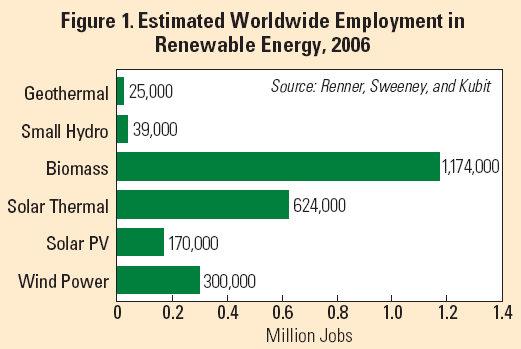 Figure 1. Estimated Worldwide Employment in
Renewable Energy, 2006
Source: Renner, Sweeney, and Kubit
Geothermal 25,000
Small Hydro 39,000
Biomass 1,174,000
Solar Thermal 624,000
Solar PV 170,000
Wind Power 300,000
0 0.2 0.4 0.6 0.8 1.0 1.2 1.4
Million Jobs